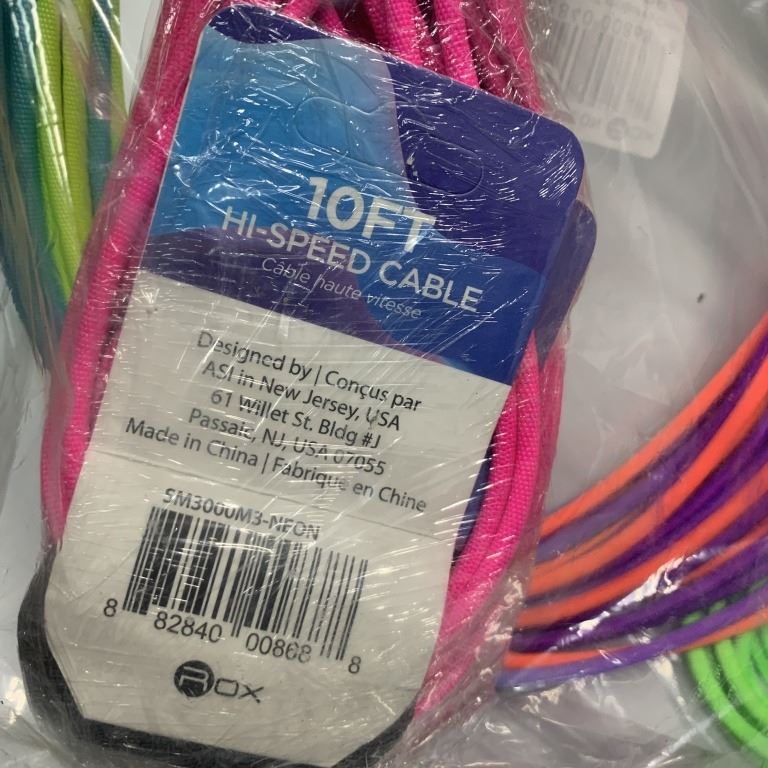 10FT
HI-SPEED CABLE
Câble haute vitesse
Designed by | Conçus par
ASI in New Jersey, USA
61 Willet St. Bldg #J
Passaic, NJ, USA 07055
Made in China | Fabriqué en Chine
SM3000M3-NEON
8 82840 00868 8
ROX